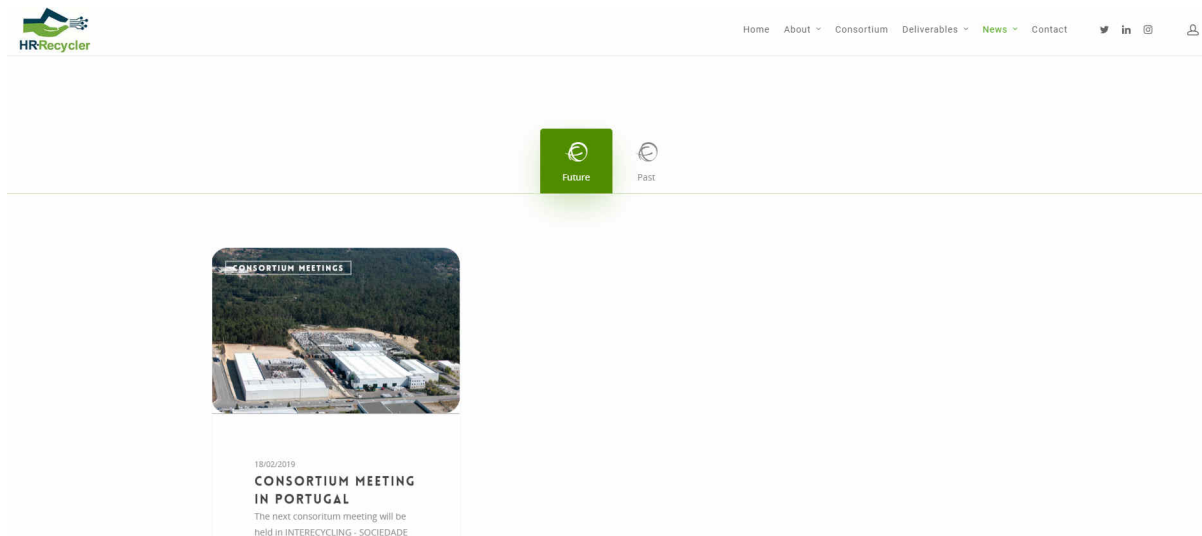 HR-Recycler
Home About Consortium Deliverables News Contact
Future Past
CONSORTIUM MEETINGS
18/02/2019
CONSORTIUM MEETING
IN PORTUGAL
The next consoritum meeting will be
held in INTERECYCLING - SOCIEDADE